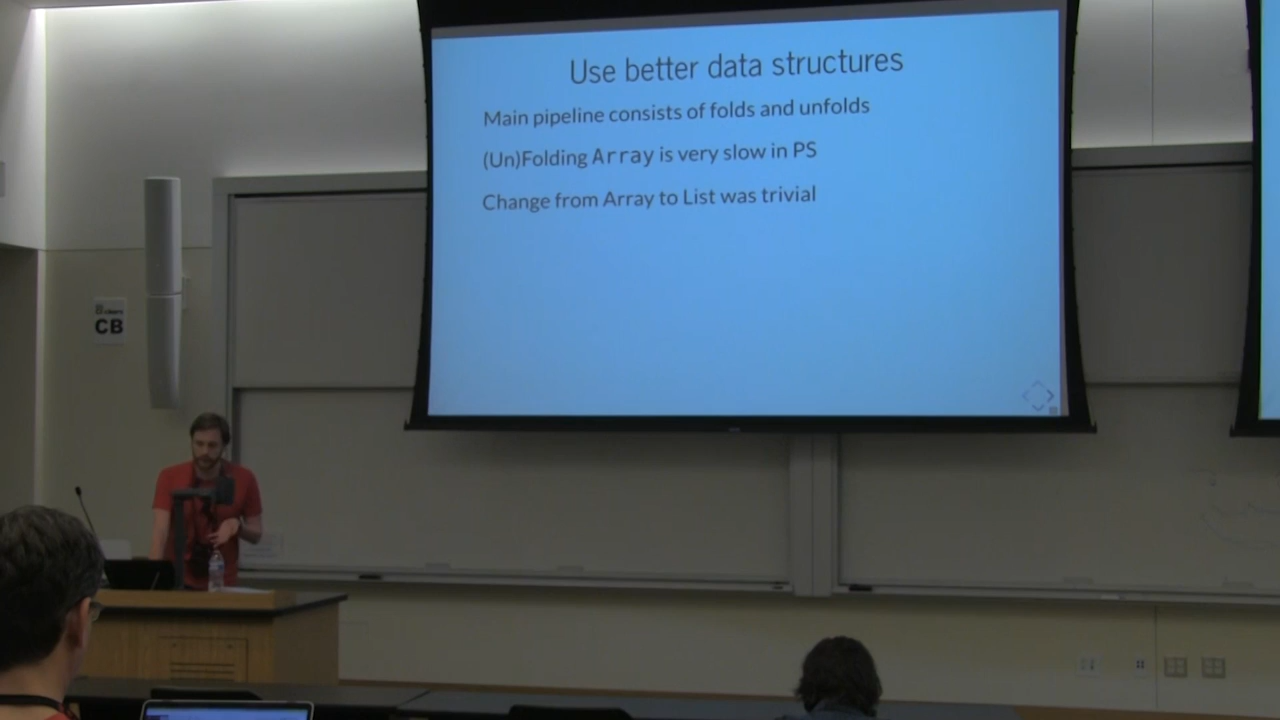 Use better data structures
Main pipeline consists of folds and unfolds
(Un)Folding Array is very slow in PS
Change from Array to List was trivial
CB